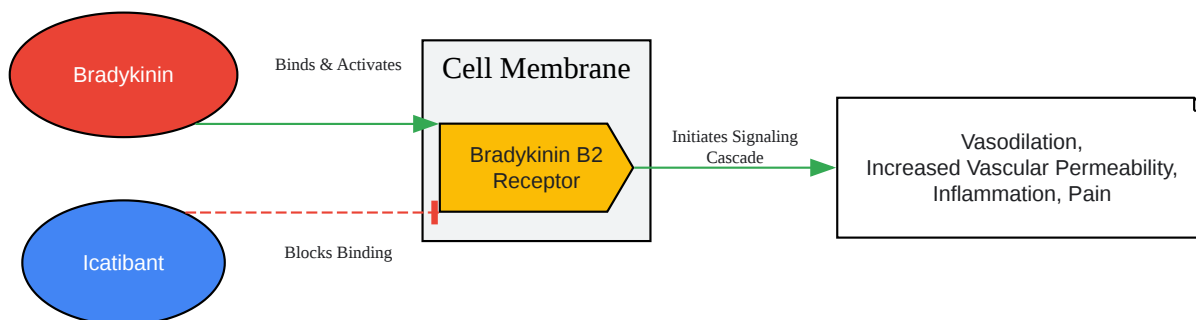 Bradykinin
Binds & Activates
Cell Membrane
Bradykinin B2
Receptor
Initiates Signaling
Cascade
Vasodilation,
Increased Vascular Permeability,
Inflammation, Pain
Icatibant
Blocks Binding